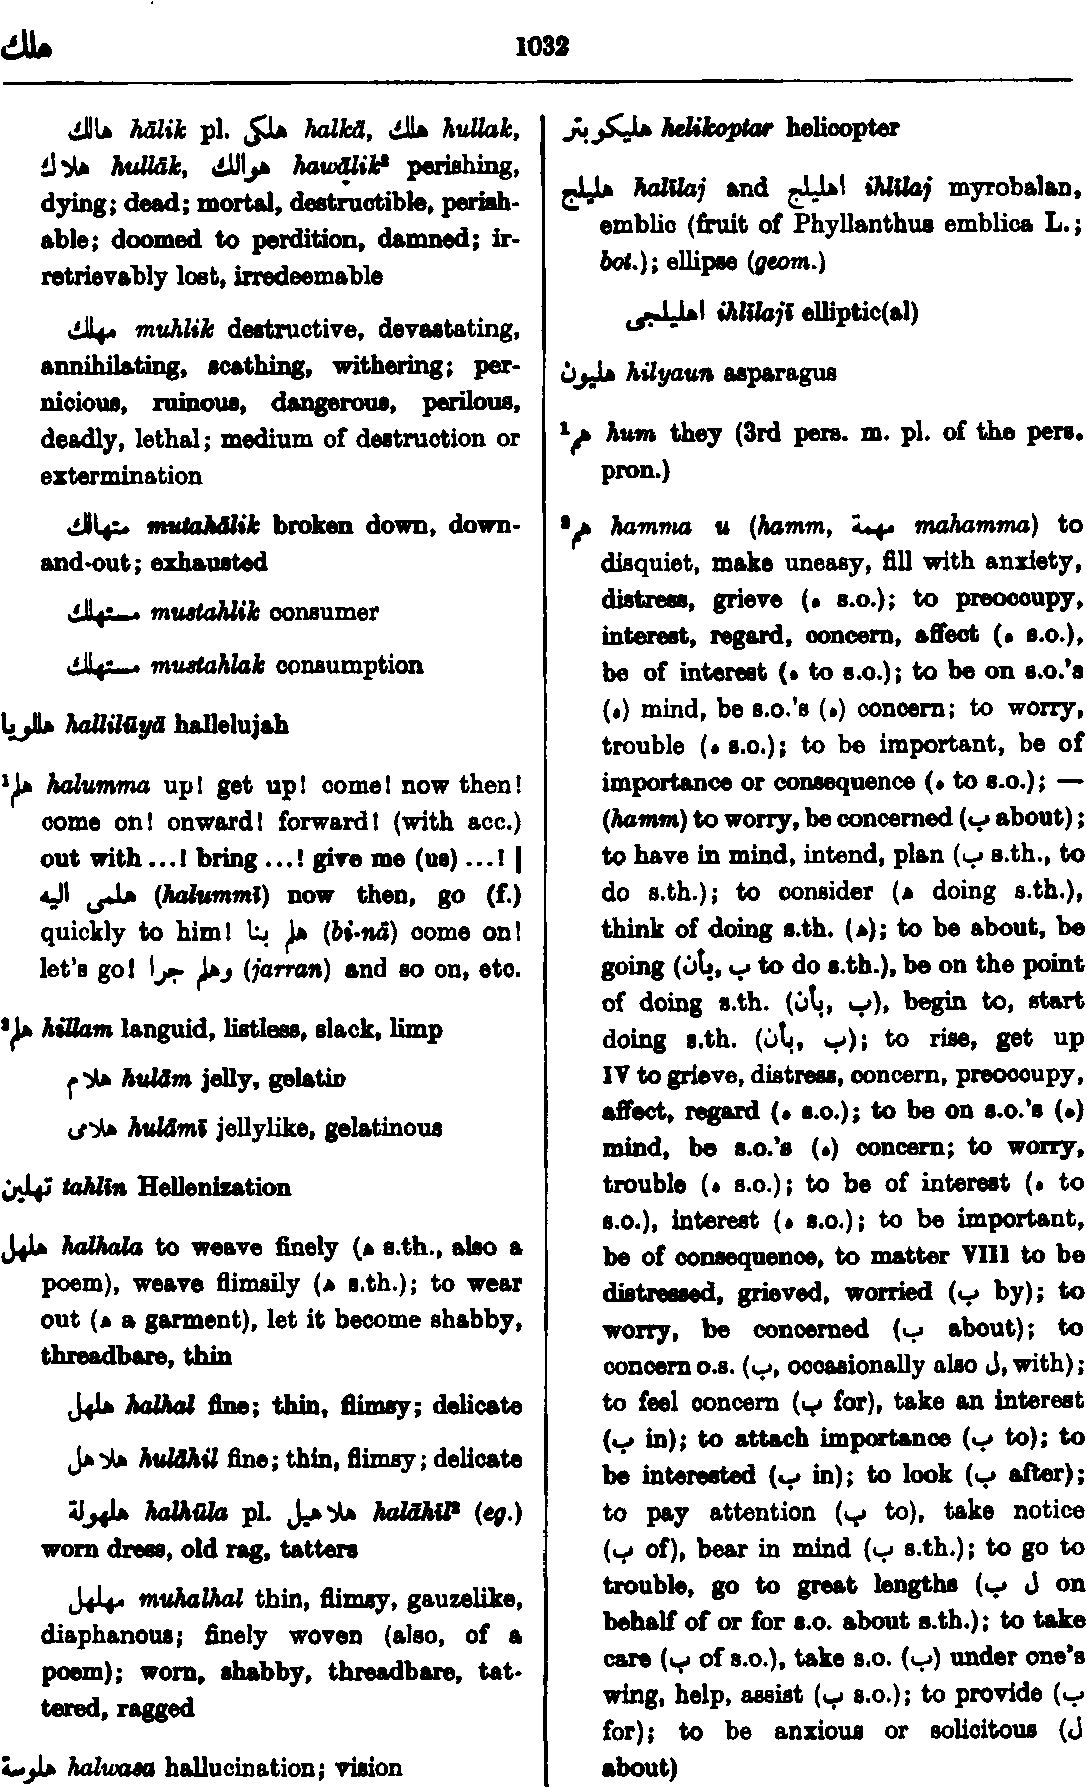 هلك
1032
هالك hālik pl. هلكى halkā, هلك hullak,
هلاك hullāk, هوالك hawālik² perishing,
dying; dead; mortal, destructible, perish-
able; doomed to perdition, damned; ir-
retrievably lost, irredeemable
مهلك muhlik destructive, devastating,
annihilating, scathing, withering; per-
nicious, ruinous, dangerous, perilous,
deadly, lethal; medium of destruction or
extermination
متهالك mutahālik broken down, down-
and-out; exhausted
مستهلك mustahlik consumer
مستهلك mustahlak consumption
هللويا hallilūyā hallelujah
¹هلم halumma up! get up! come! now then!
come on! onward! forward! (with acc.)
out with ...! bring ...! give me (us) ...! |
هلمى اليه (halummī) now then, go (f.)
quickly to him! هلم بنا (bi-nā) come on!
let's go! وهلم جرا (jarran) and so on, etc.
²هلم hillam languid, listless, slack, limp
هلام hulām jelly, gelatin
هلامى hulāmī jellylike, gelatinous
تهلين tahlīn Hellenization
هلهل halhala to weave finely (ه s.th., also a
poem), weave flimsily (ه s.th.); to wear
out (ه a garment), let it become shabby,
threadbare, thin
هلهل halhal fine; thin, flimsy; delicate
هلاهل hulāhil fine; thin, flimsy; delicate
هلهولة halhūla pl. هلاهيل halāhīl² (eg.)
worn dress, old rag, tatters
مهلهل muhalhal thin, flimsy, gauzelike,
diaphanous; finely woven (also, of a
poem); worn, shabby, threadbare, tat-
tered, ragged
هلوسة halwasa hallucination; vision
هليكوبتر helikoptar helicopter
هليلج halīlaj and اهليلج ihlīlaj myrobalan,
emblic (fruit of Phyllanthus emblica L.;
bot.); ellipse (geom.)
اهليلجى ihlīlajī elliptic(al)
هليون hilyaun asparagus
¹هم hum they (3rd pers. m. pl. of the pers.
pron.)
²هم hamma u (hamm, مهمة mahamma) to
disquiet, make uneasy, fill with anxiety,
distress, grieve (ه s.o.); to preoccupy,
interest, regard, concern, affect (ه s.o.),
be of interest (ه to s.o.); to be on s.o.'s
(ه) mind, be s.o.'s (ه) concern; to worry,
trouble (ه s.o.); to be important, be of
importance or consequence (ه to s.o.); —
(hamm) to worry, be concerned (ب about);
to have in mind, intend, plan (ب s.th., to
do s.th.); to consider (ه doing s.th.),
think of doing s.th. (ه); to be about, be
going (بأن, ب to do s.th.), be on the point
of doing s.th. (بأن, ب), begin to, start
doing s.th. (بأن, ب); to rise, get up
IV to grieve, distress, concern, preoccupy,
affect, regard (ه s.o.); to be on s.o.'s (ه)
mind, be s.o.'s (ه) concern; to worry,
trouble (ه s.o.); to be of interest (ه to
s.o.), interest (ه s.o.); to be important,
be of consequence, to matter VIII to be
distressed, grieved, worried (ب by); to
worry, be concerned (ب about); to
concern o.s. (ب, occasionally also ل, with);
to feel concern (ب for), take an interest
(ب in); to attach importance (ب to); to
be interested (ب in); to look (ب after);
to pay attention (ب to), take notice
(ب of), bear in mind (ب s.th.); to go to
trouble, go to great lengths (ل ب on
behalf of or for s.o. about s.th.); to take
care (ب of s.o.), take s.o. (ب) under one's
wing, help, assist (ب s.o.); to provide (ب
for); to be anxious or solicitous (ل
about)